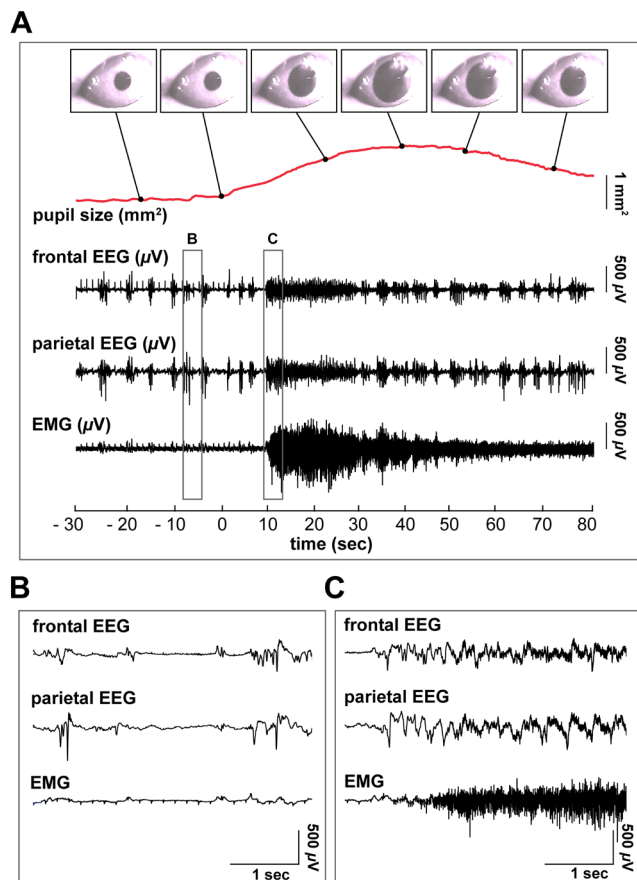 A
pupil size (mm²)
1 mm²
B
C
frontal EEG (µV)
500 µV
parietal EEG (µV)
500 µV
EMG (µV)
500 µV
- 30 - 20 - 10 0 10 20 30 40 50 60 70 80
time (sec)
B
frontal EEG
parietal EEG
EMG
500 µV
1 sec
C
frontal EEG
parietal EEG
EMG
500 µV
1 sec